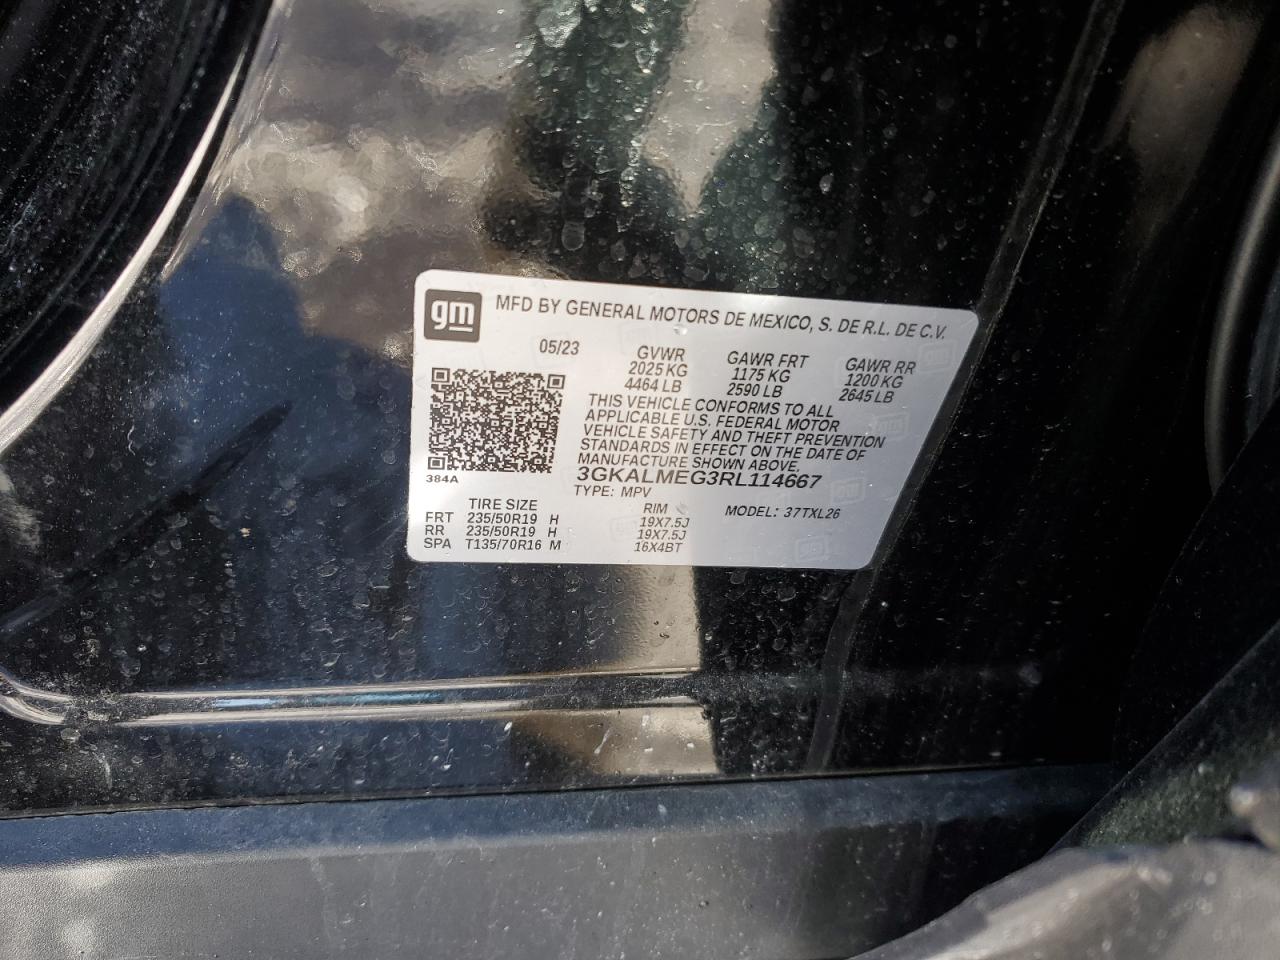 gm
MFD BY GENERAL MOTORS DE MEXICO, S. DE R.L. DE C.V.
05/23 GVWR GAWR FRT GAWR RR
2025 KG 1175 KG 1200 KG
4464 LB 2590 LB 2645 LB
THIS VEHICLE CONFORMS TO ALL
APPLICABLE U.S. FEDERAL MOTOR
VEHICLE SAFETY AND THEFT PREVENTION
STANDARDS IN EFFECT ON THE DATE OF
MANUFACTURE SHOWN ABOVE.
384A 3GKALMEG3RL114667
TYPE: MPV
TIRE SIZE RIM MODEL: 37TXL26
FRT 235/50R19 H 19X7.5J
RR 235/50R19 H 19X7.5J
SPA T135/70R16 M 16X4BT